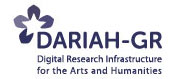 DARIAH-GR
Digital Research Infrastructure
for the Arts and Humanities